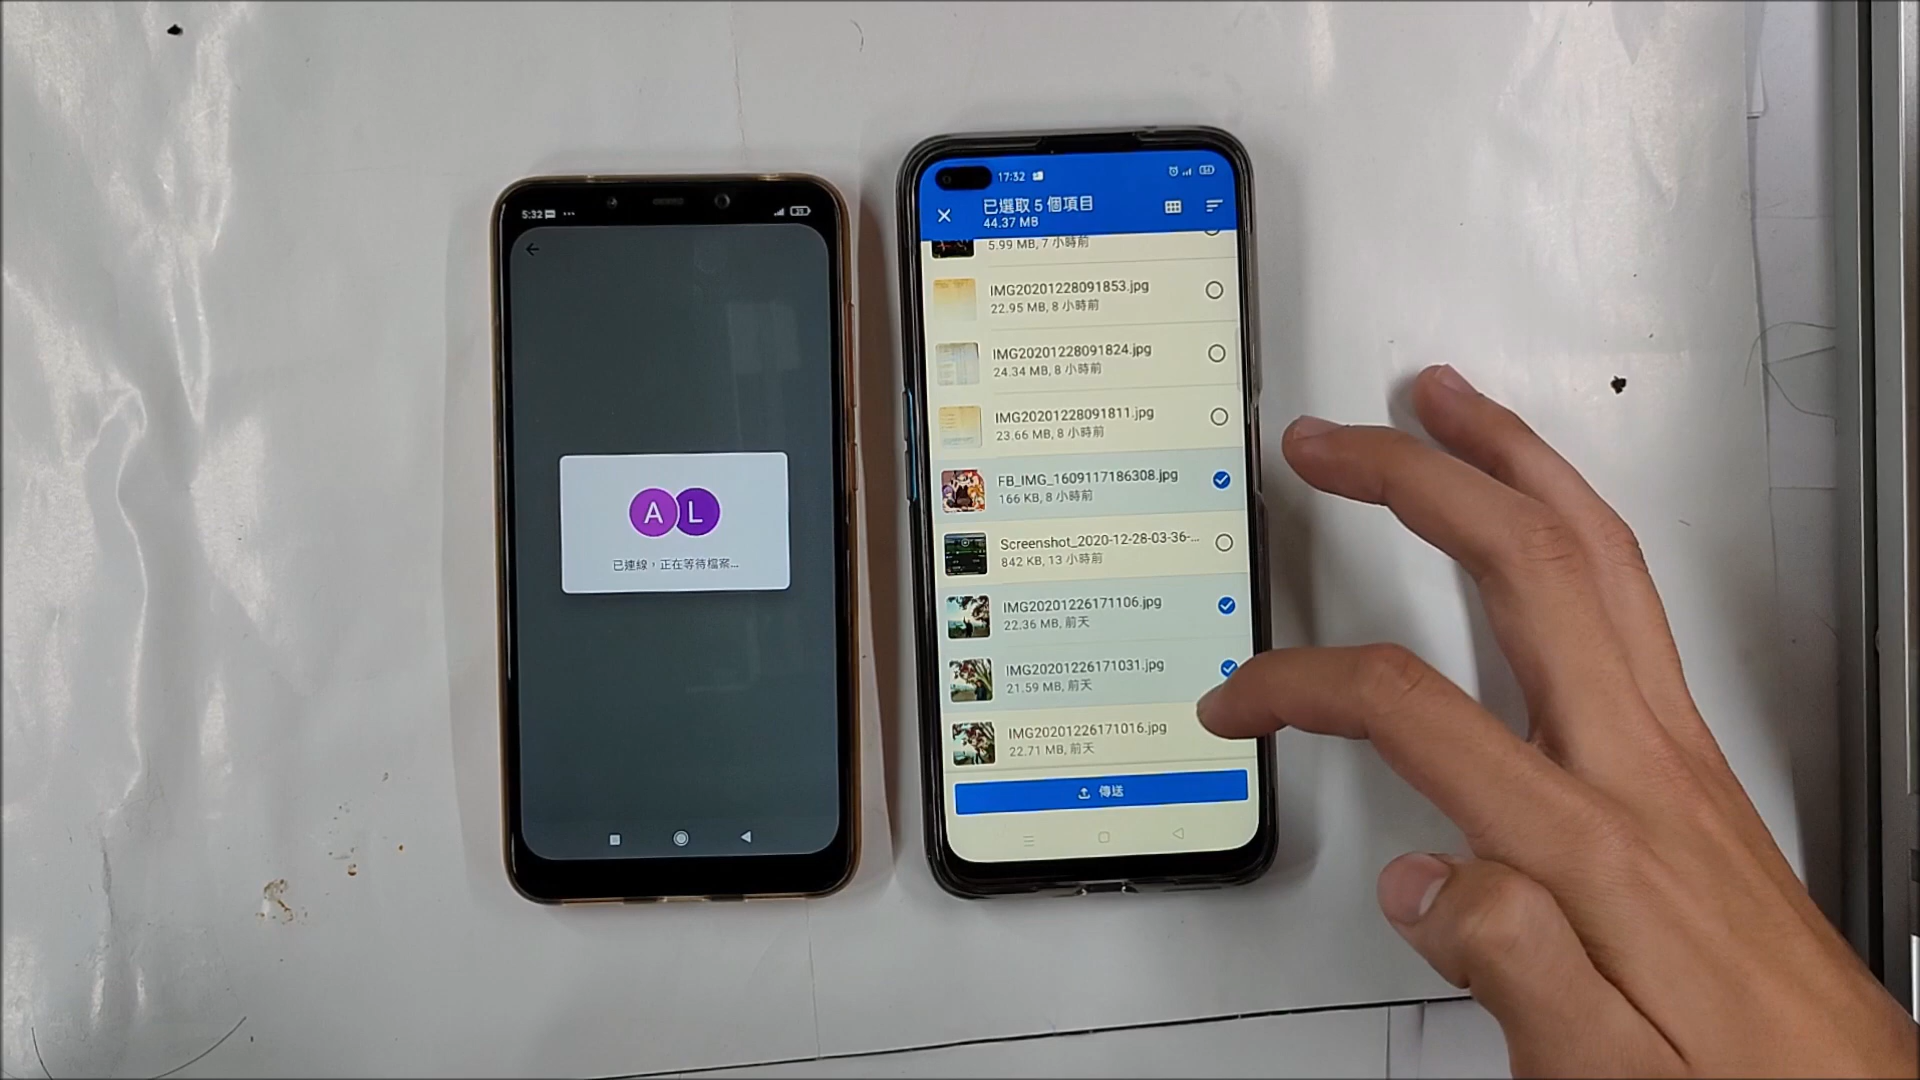 5:32
A L
已連線，正在等待檔案...
17:32
已選取 5 個項目
44.37 MB
5.99 MB, 7 小時前
IMG20201228091853.jpg
22.95 MB, 8 小時前
IMG20201228091824.jpg
24.34 MB, 8 小時前
IMG20201228091811.jpg
23.66 MB, 8 小時前
FB_IMG_1609117186308.jpg
166 KB, 8 小時前
Screenshot_2020-12-28-03-36-...
842 KB, 13 小時前
IMG20201226171106.jpg
22.36 MB, 前天
IMG20201226171031.jpg
21.59 MB, 前天
IMG20201226171016.jpg
22.71 MB, 前天
傳送